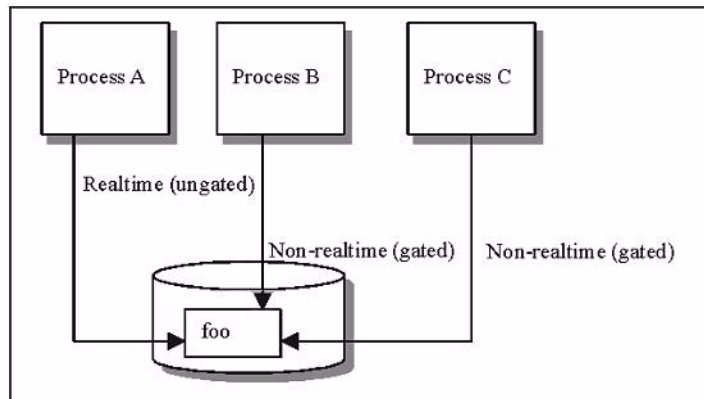 Process A
Process B
Process C
Realtime (ungated)
Non-realtime (gated)
Non-realtime (gated)
foo